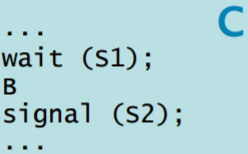 C
...
wait (S1);
B
signal (S2);
...